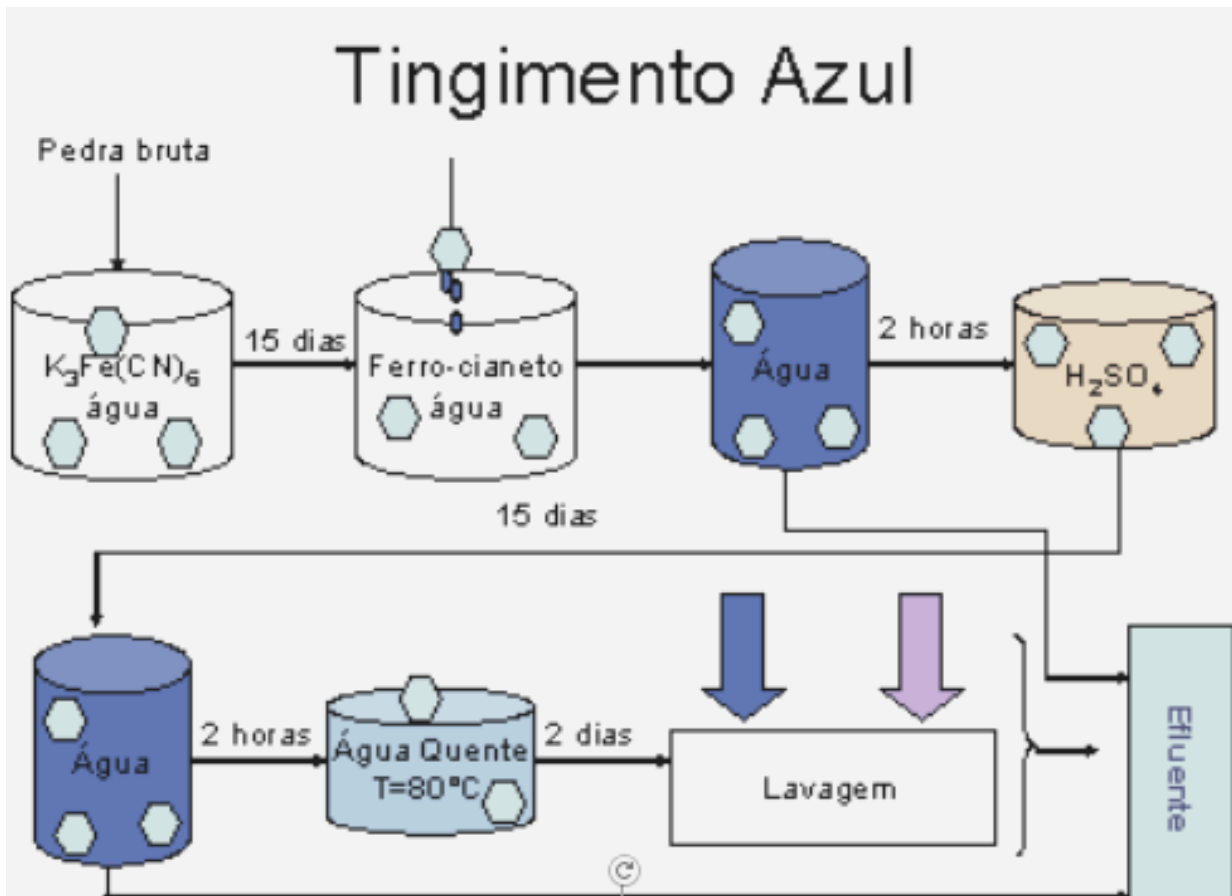 Tingimento Azul
Pedra bruta
K₃Fe(CN)₆
água
15 dias
Ferro-cianeto
água
Água
2 horas
H₂SO₄
15 dias
Água
2 horas
Água Quente
T=80°C
2 dias
Lavagem
Efluente